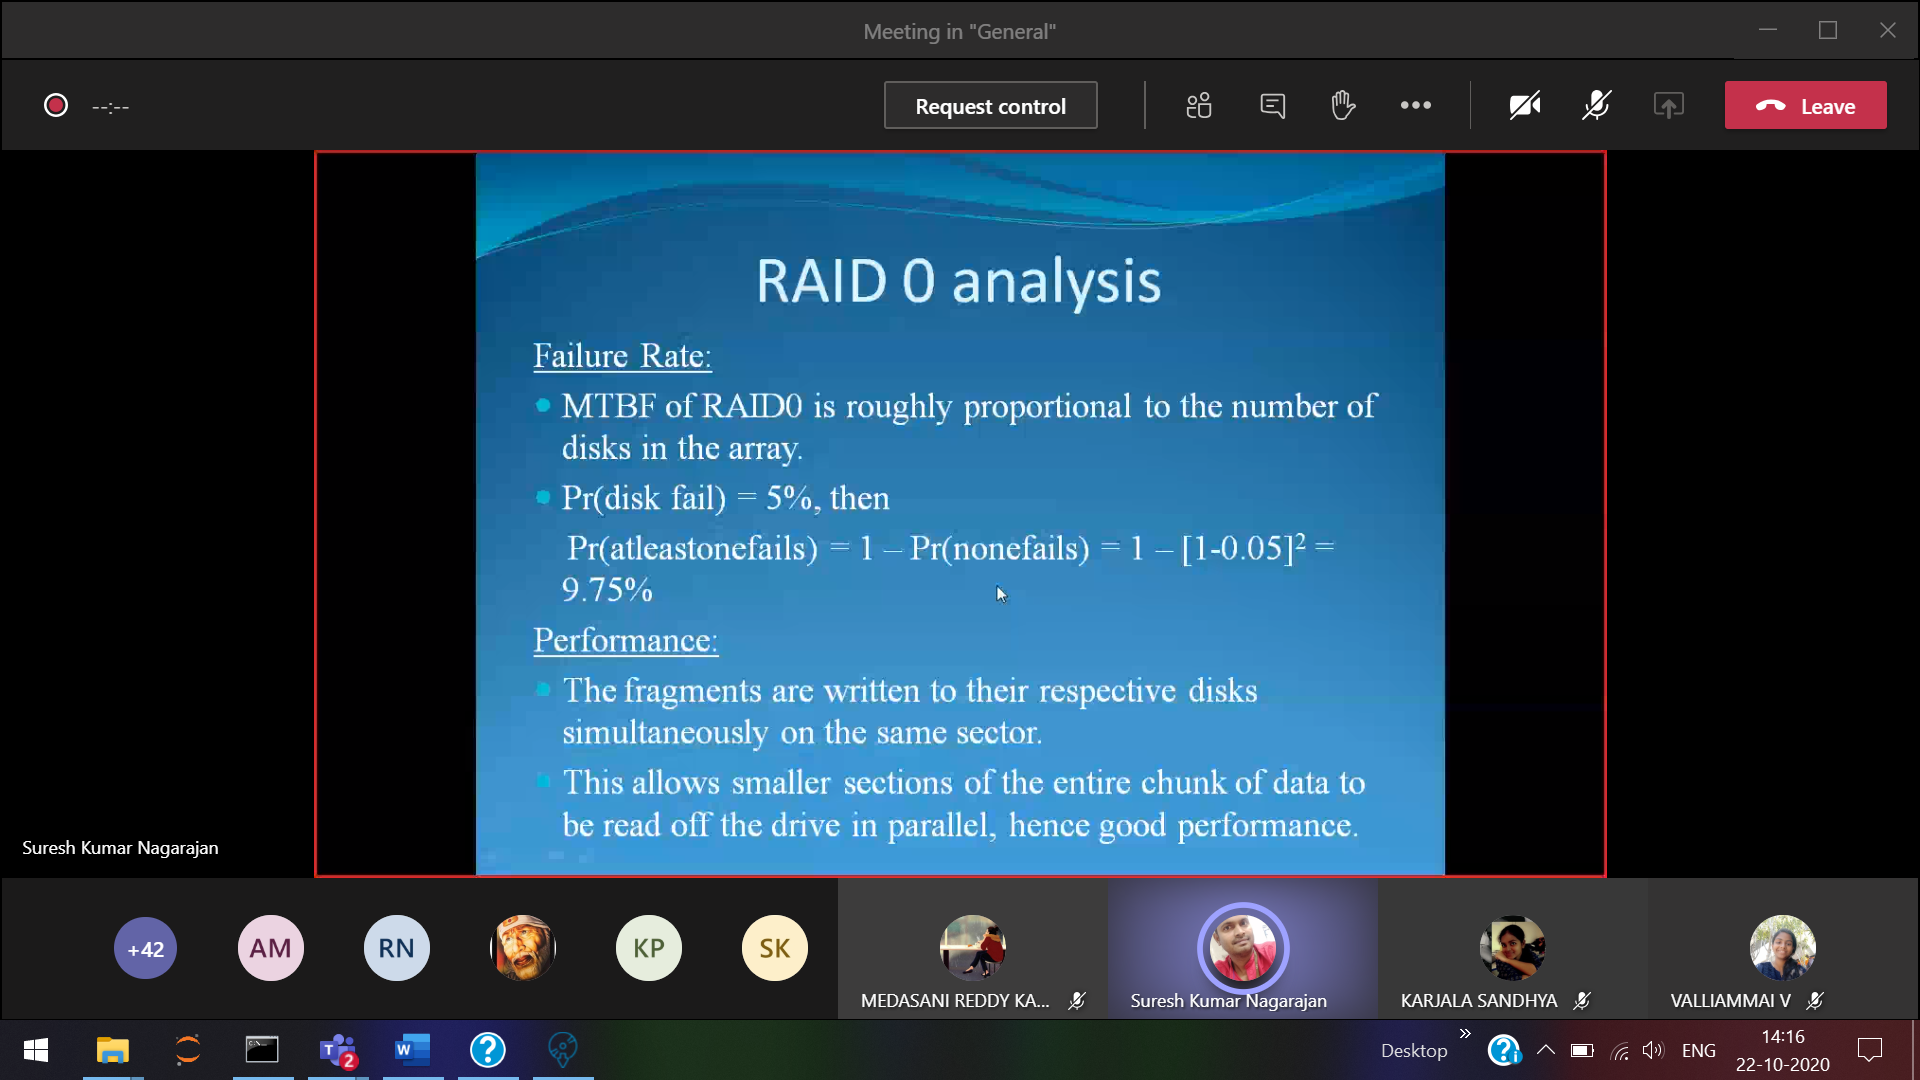 Meeting in "General"
--:--
Request control
Leave
RAID 0 analysis
Failure Rate:
MTBF of RAID0 is roughly proportional to the number of
disks in the array.
Pr(disk fail) = 5%, then
Pr(atleastonefails) = 1 – Pr(nonefails) = 1 – [1-0.05]² =
9.75%
Performance:
The fragments are written to their respective disks
simultaneously on the same sector.
This allows smaller sections of the entire chunk of data to
be read off the drive in parallel, hence good performance.
Suresh Kumar Nagarajan
+42
AM
RN
KP
SK
MEDASANI REDDY KA...
Suresh Kumar Nagarajan
KARJALA SANDHYA
VALLIAMMAI V
T
2
W
?
Desktop
»
?
ENG
14:16
22-10-2020